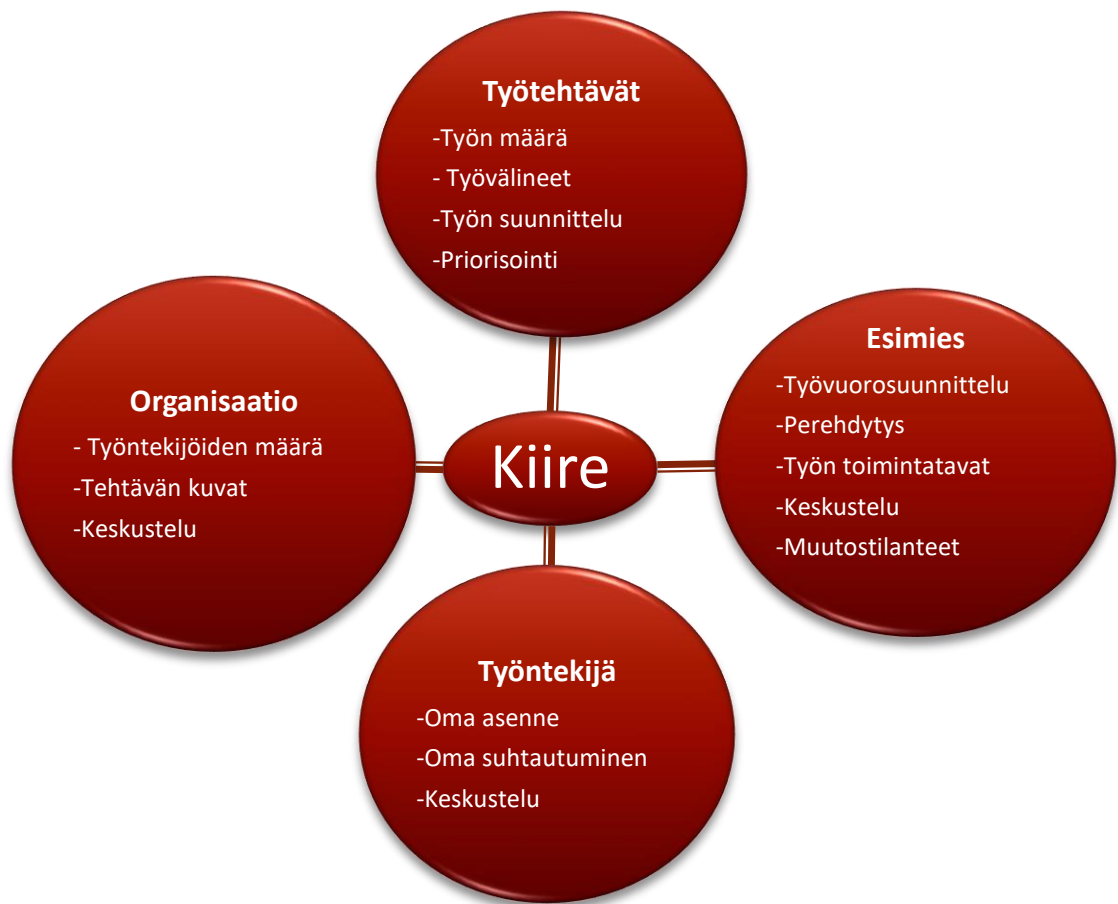 Työtehtävät
-Työn määrä
- Työvälineet
-Työn suunnittelu
-Priorisointi
Organisaatio
- Työntekijöiden määrä
-Tehtävän kuvat
-Keskustelu
Kiire
Esimies
-Työvuorosuunnittelu
-Perehdytys
-Työn toimintatavat
-Keskustelu
-Muutostilanteet
Työntekijä
-Oma asenne
-Oma suhtautuminen
-Keskustelu